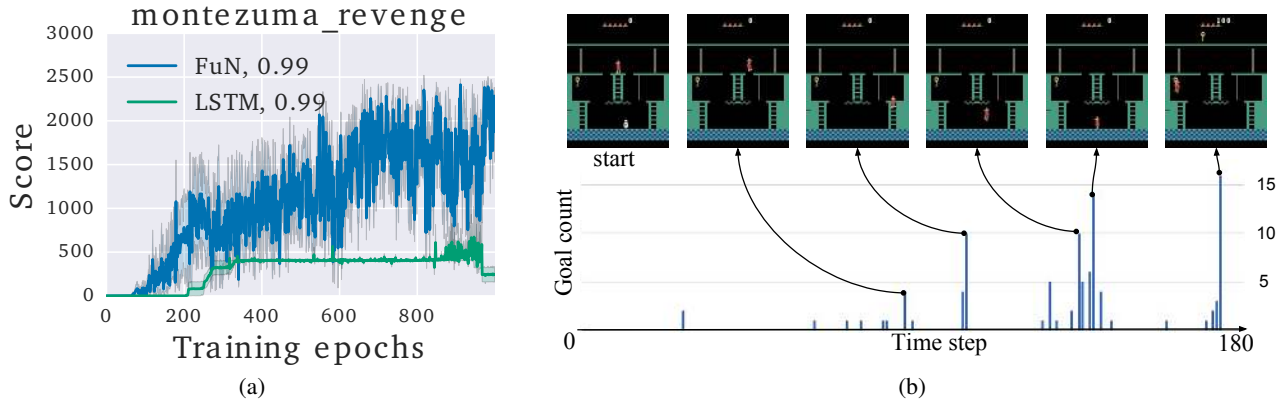 montezuma_revenge
3000
2500
2000
1500
1000
500
0
Score
FuN, 0.99
LSTM, 0.99
0 200 400 600 800
Training epochs
(a)
start
Goal count
15
10
5
0 Time step 180
(b)